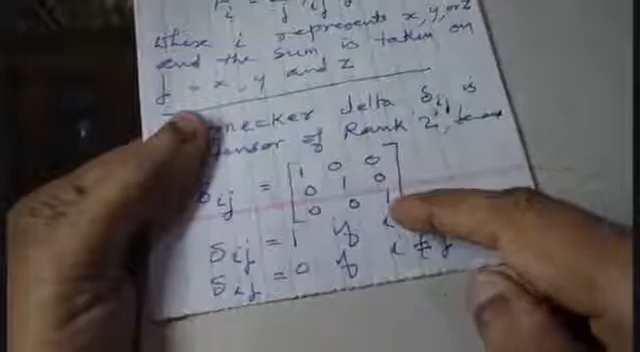 where i represents x, y, or z
and the sum is taken on
j = x, y and z
necker delta δij is
tensor of Rank '2',
δij = [1 0 0
0 1 0
0 0 1]
δij = 1 if i
δij = 0 if i ≠ j